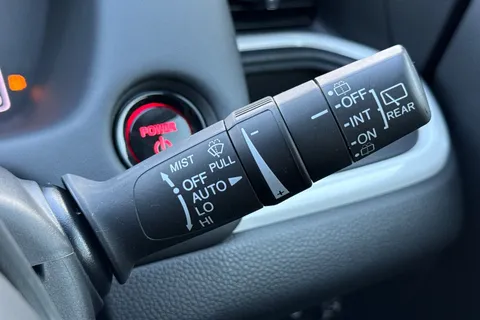 POWER
MIST
PULL
OFF
AUTO
LO
HI
- +
OFF
INT
ON
REAR